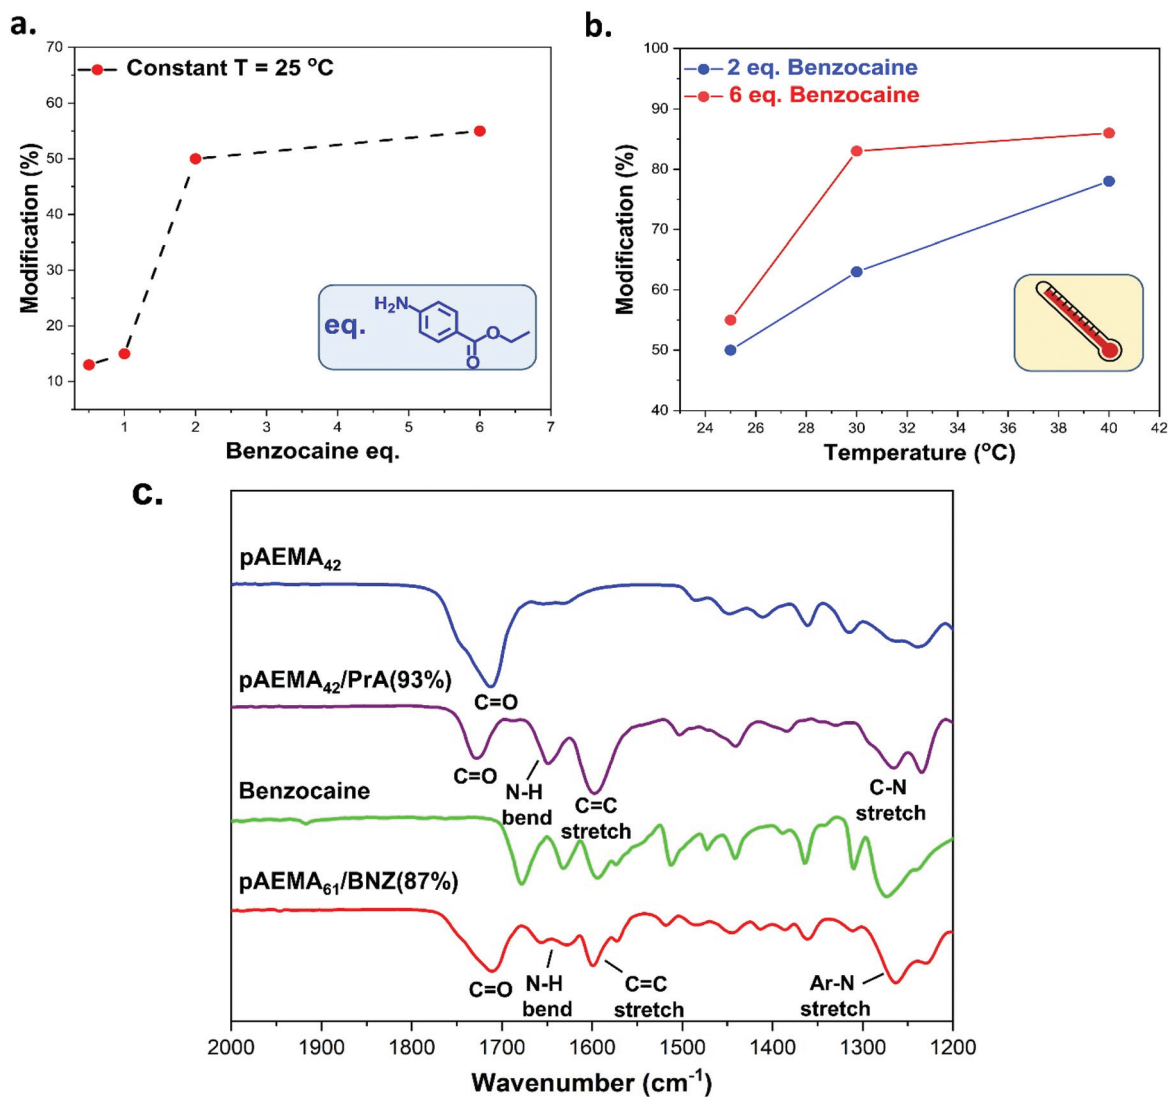 a.
Constant T = 25 °C
Modification (%)
70
60
50
40
30
20
10
H₂N
eq.
O
O
1
2
3
4
5
6
7
Benzocaine eq.
b.
2 eq. Benzocaine
6 eq. Benzocaine
Modification (%)
100
90
80
70
60
50
40
24
26
28
30
32
34
36
38
40
42
Temperature (°C)
c.
pAEMA₄₂
C=O
pAEMA₄₂/PrA(93%)
C=O
N-H
bend
C=C
stretch
C-N
stretch
Benzocaine
pAEMA₆₁/BNZ(87%)
C=O
N-H
bend
C=C
stretch
Ar-N
stretch
2000
1900
1800
1700
1600
1500
1400
1300
1200
Wavenumber (cm⁻¹)